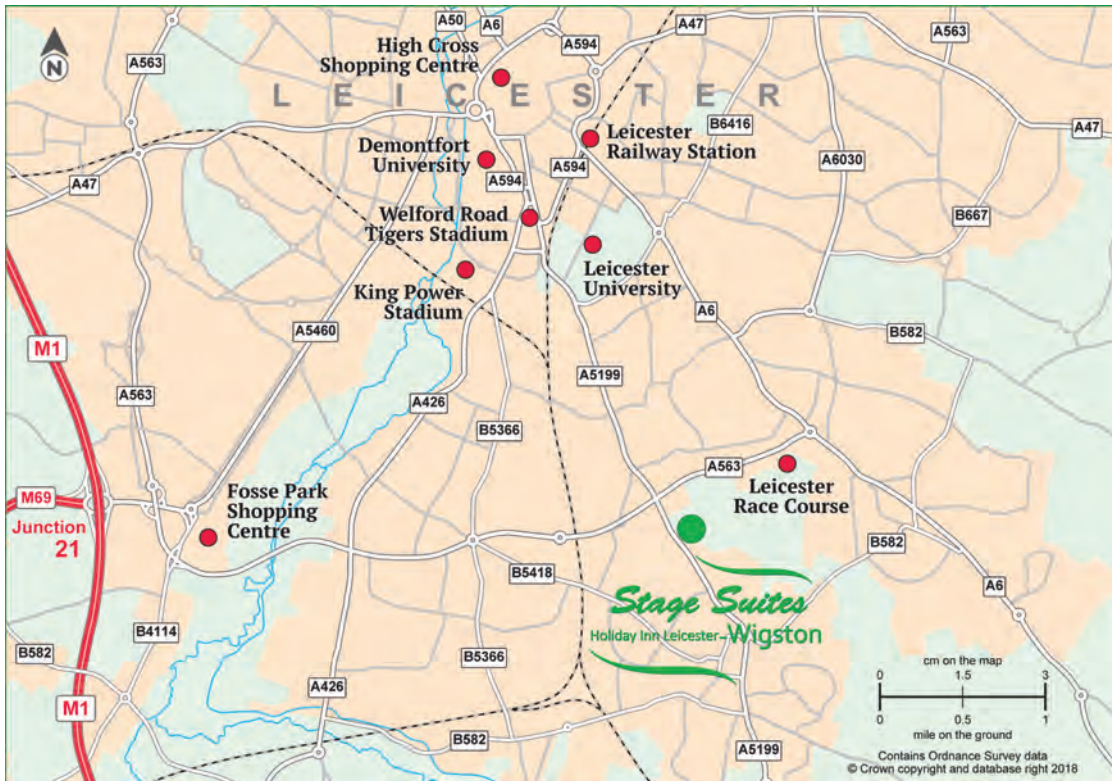 A50
A6
A594
A47
A563
A563
High Cross
Shopping Centre
N
LEICESTER
B6416
A47
Leicester
Railway Station
Demontfort
University
A6030
A594
A594
A47
Welford Road
Tigers Stadium
B667
Leicester
University
King Power
Stadium
A6
A5460
B582
M1
A5199
A563
A426
B5366
A563
Leicester
Race Course
M69
Fosse Park
Shopping
Centre
Junction
21
B582
B5418
A6
Stage Suites
Holiday Inn Leicester-Wigston
B4114
B582
B5366
cm on the map
0 1.5 3
A426
0 0.5 1
mile on the ground
M1
B582
A5199
Contains Ordnance Survey data
© Crown copyright and database right 2018